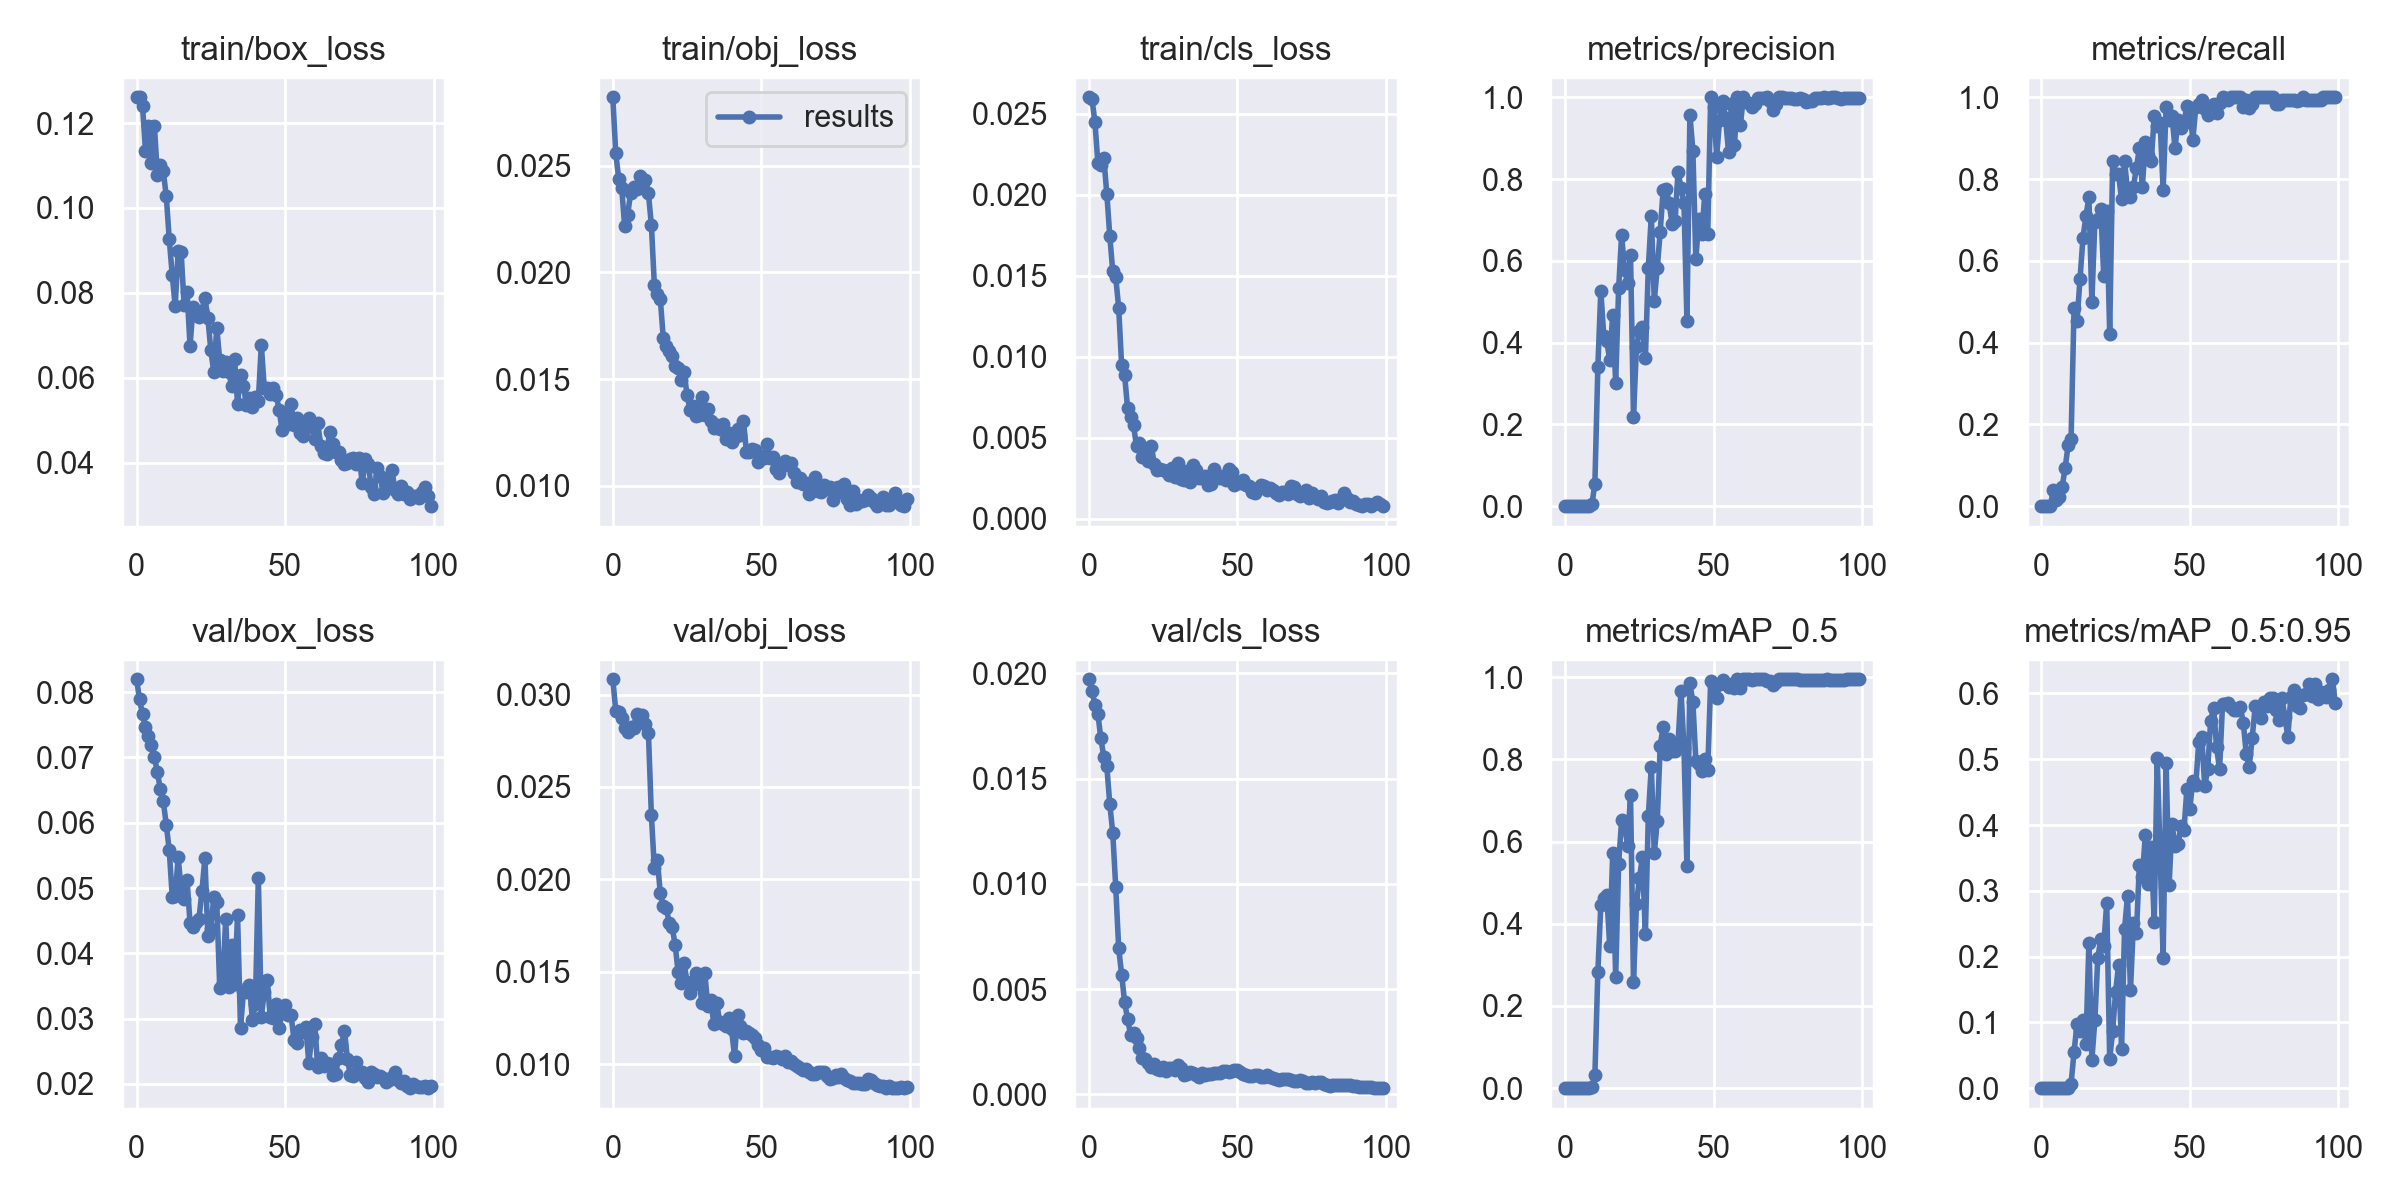 train/box_loss
0.12
0.10
0.08
0.06
0.04
0 50 100
train/obj_loss
results
0.025
0.020
0.015
0.010
0 50 100
train/cls_loss
0.025
0.020
0.015
0.010
0.005
0.000
0 50 100
metrics/precision
1.0
0.8
0.6
0.4
0.2
0.0
0 50 100
metrics/recall
1.0
0.8
0.6
0.4
0.2
0.0
0 50 100
val/box_loss
0.08
0.07
0.06
0.05
0.04
0.03
0.02
0 50 100
val/obj_loss
0.030
0.025
0.020
0.015
0.010
0 50 100
val/cls_loss
0.020
0.015
0.010
0.005
0.000
0 50 100
metrics/mAP_0.5
1.0
0.8
0.6
0.4
0.2
0.0
0 50 100
metrics/mAP_0.5:0.95
0.6
0.5
0.4
0.3
0.2
0.1
0.0
0 50 100